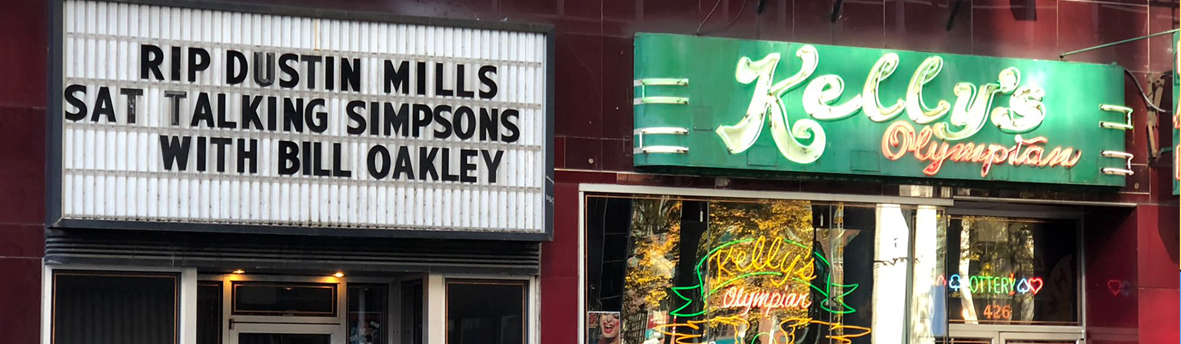 RIP DUSTIN MILLS
SAT TALKING SIMPSONS
WITH BILL OAKLEY
Kelly's
Olympian
Kelly's
Olympian
LOTTERY
426